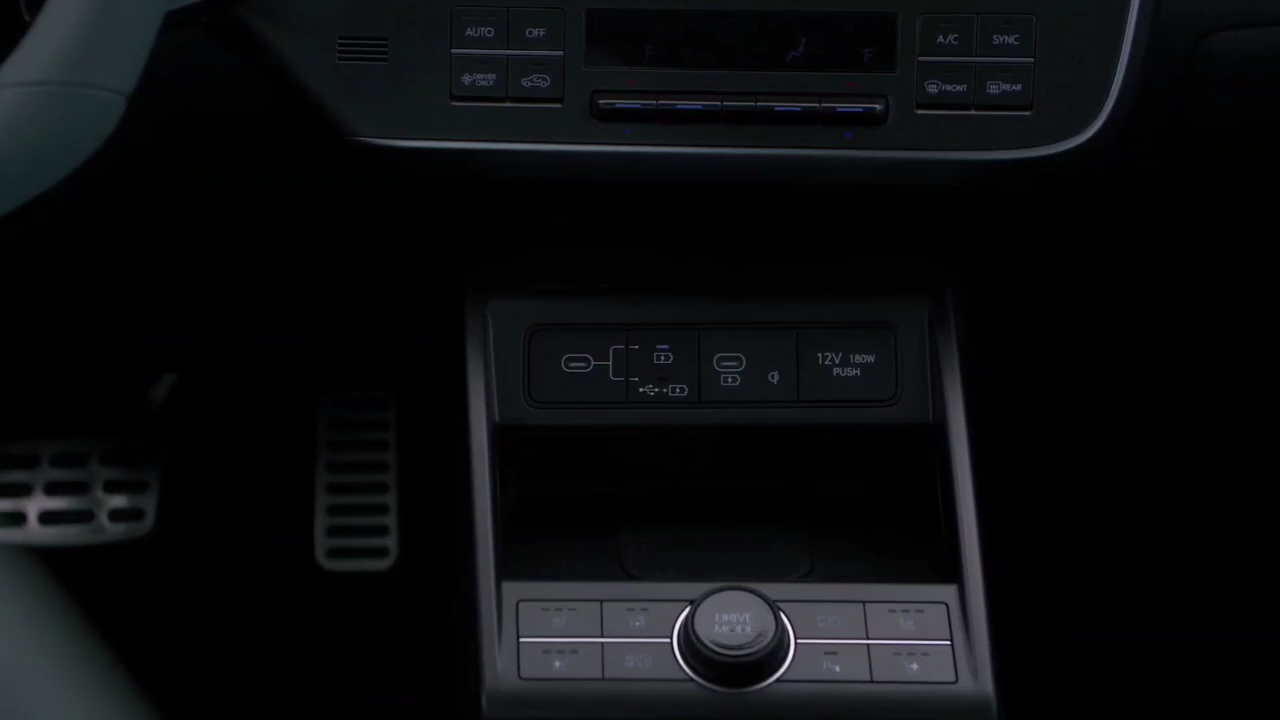 AUTO OFF
A/C SYNC
DRIVER
ONLY
FRONT REAR
12V 180W
PUSH
DRIVE
MODE